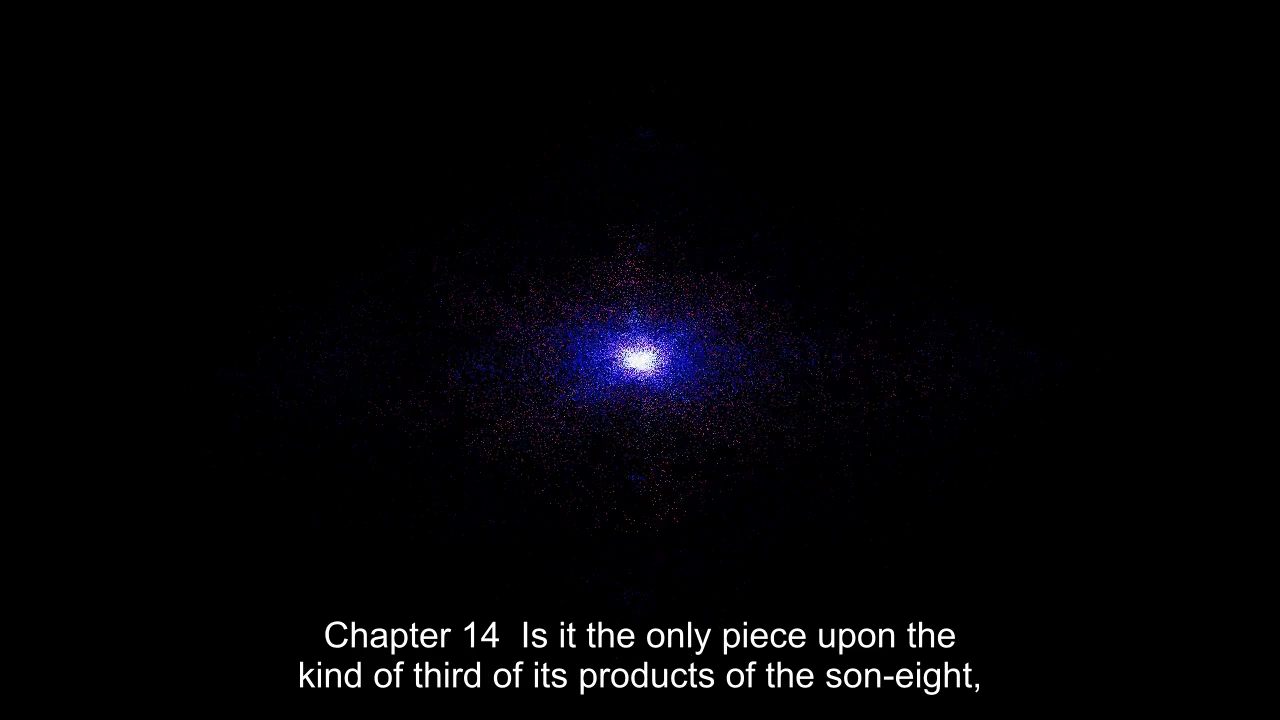 Chapter 14  Is it the only piece upon the
kind of third of its products of the son-eight,